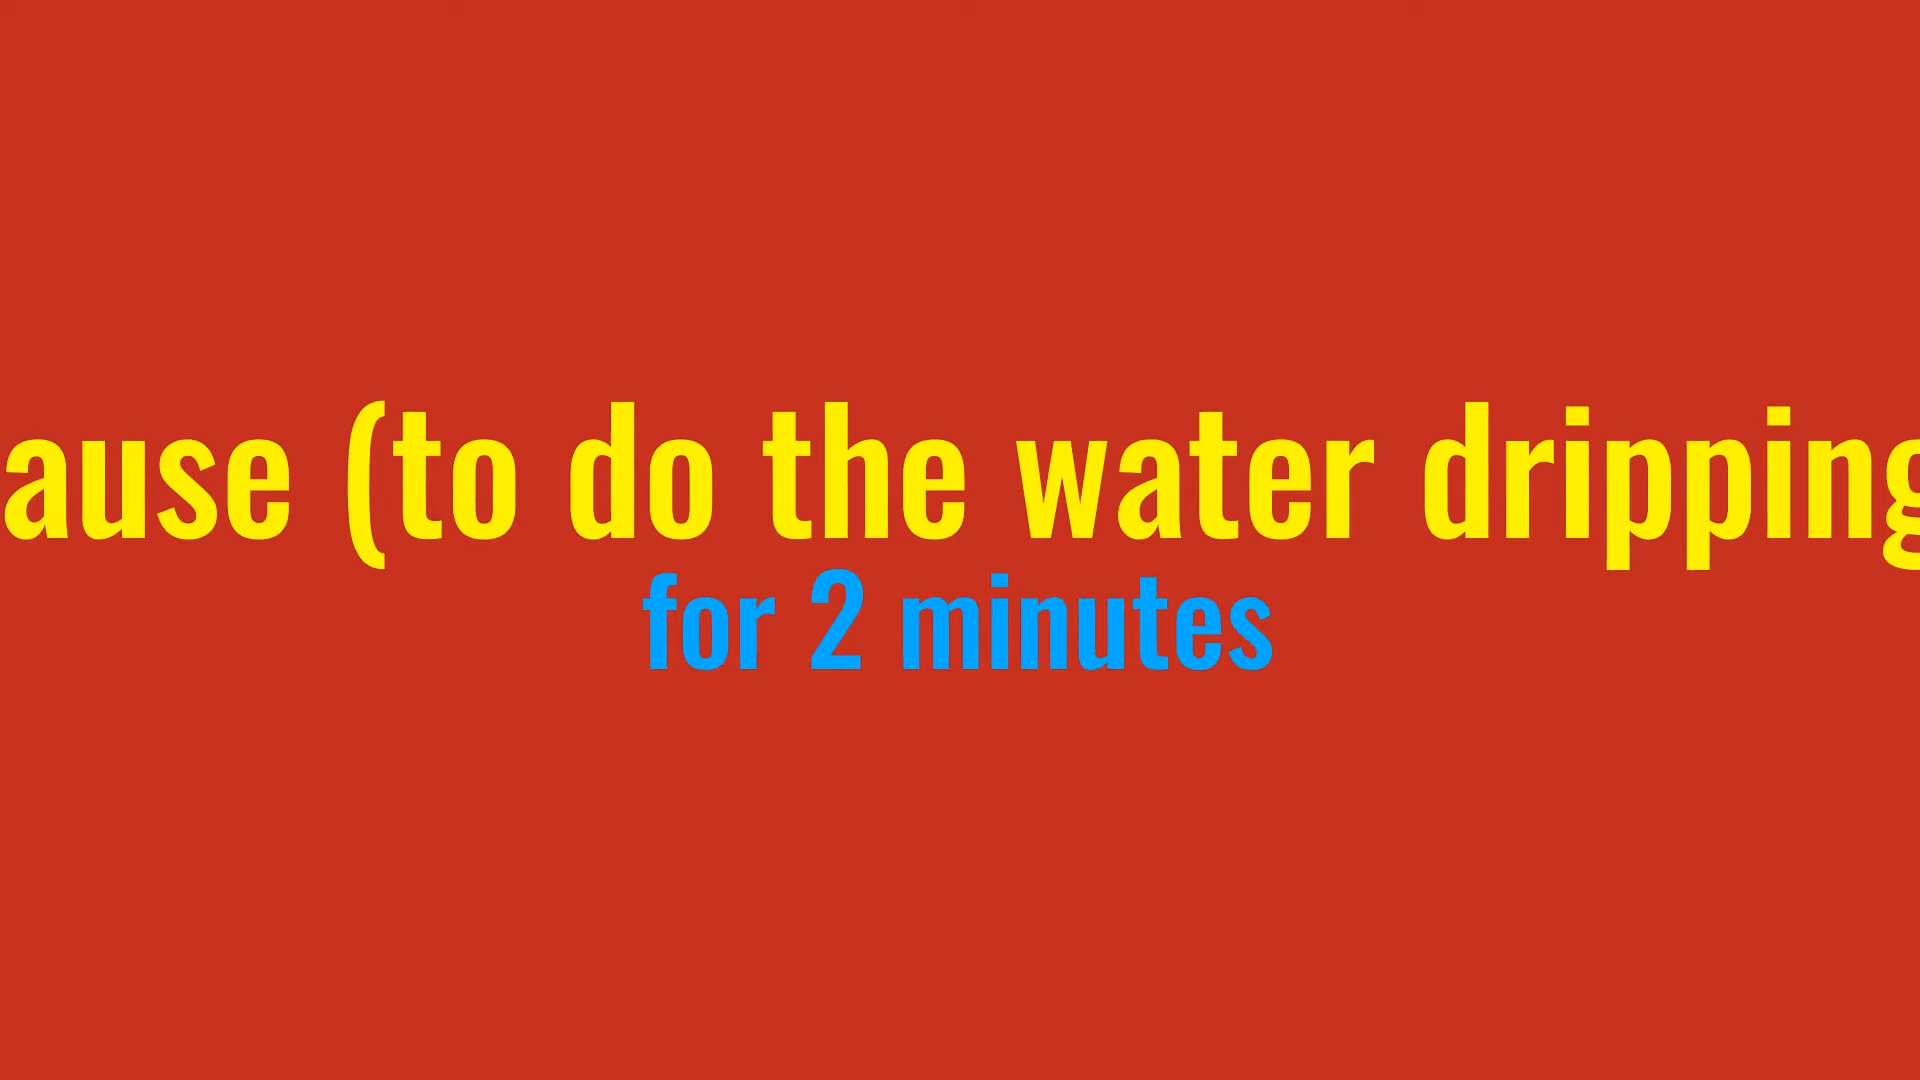 ause (to do the water dripping
for 2 minutes